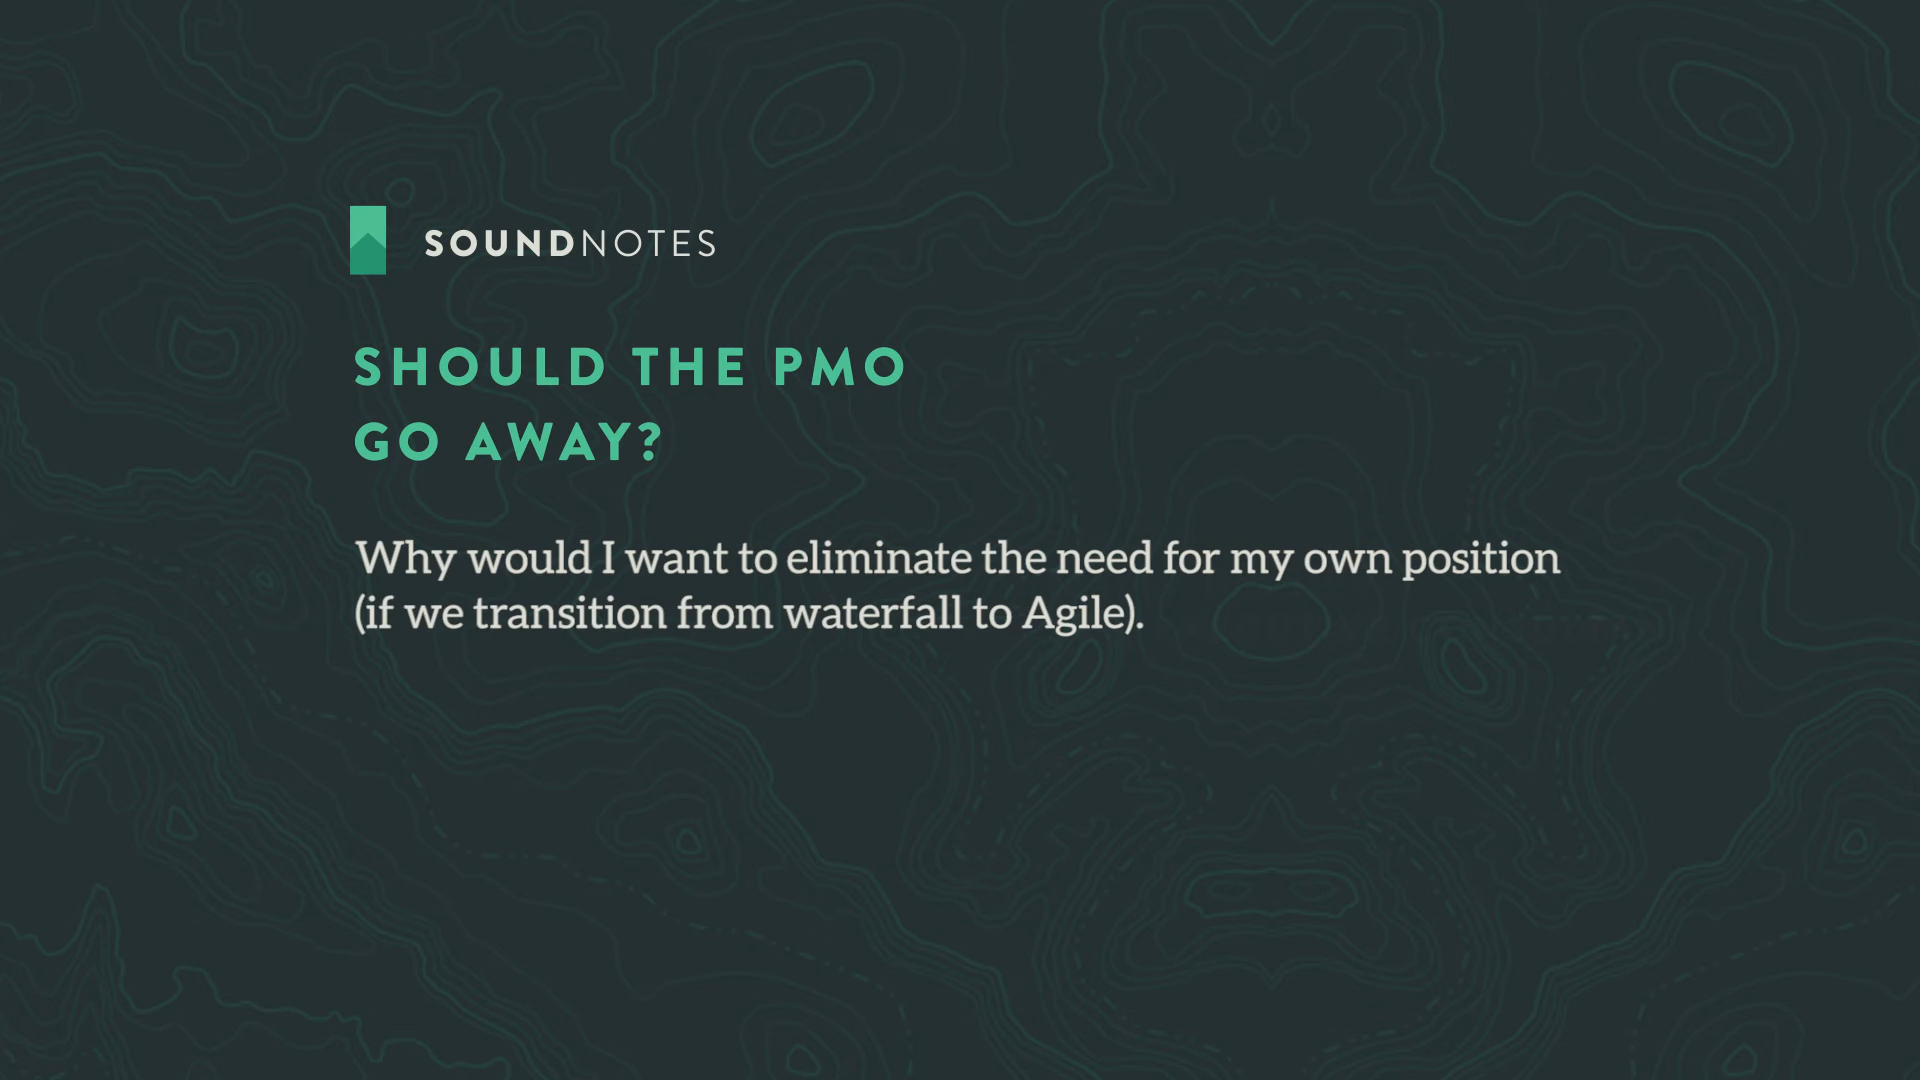 SOUNDNOTES
SHOULD THE PMO
GO AWAY?
Why would I want to eliminate the need for my own position
(if we transition from waterfall to Agile).